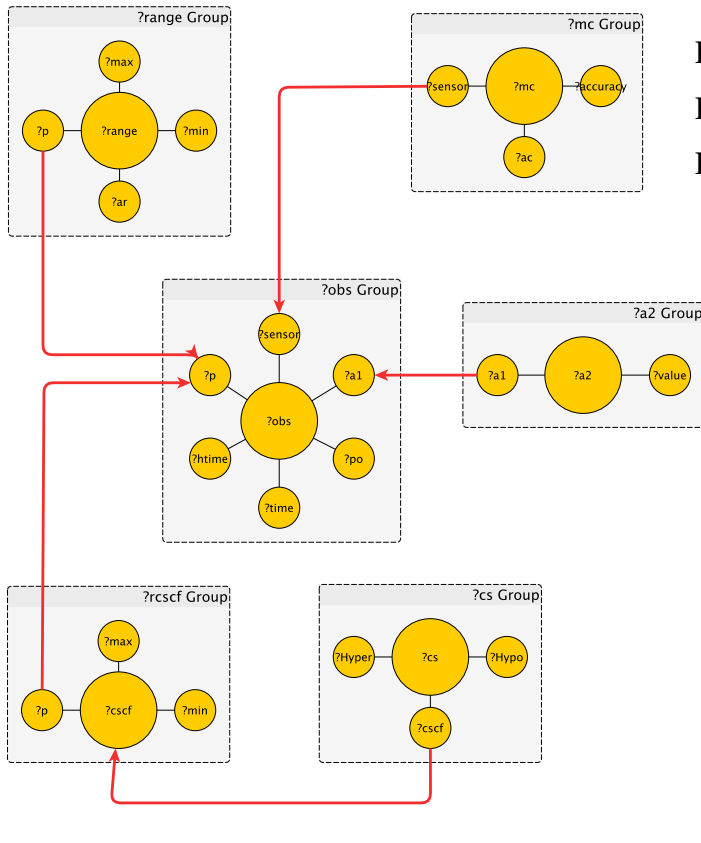 ?range Group
?max
?p
?range
?min
?ar
?mc Group
?sensor
?mc
?accuracy
?ac
?obs Group
?sensor
?p
?a1
?obs
?htime
?po
?time
?a2 Group
?a1
?a2
?value
?rcscf Group
?max
?p
?cscf
?min
?cs Group
?Hyper
?cs
?Hypo
?cscf